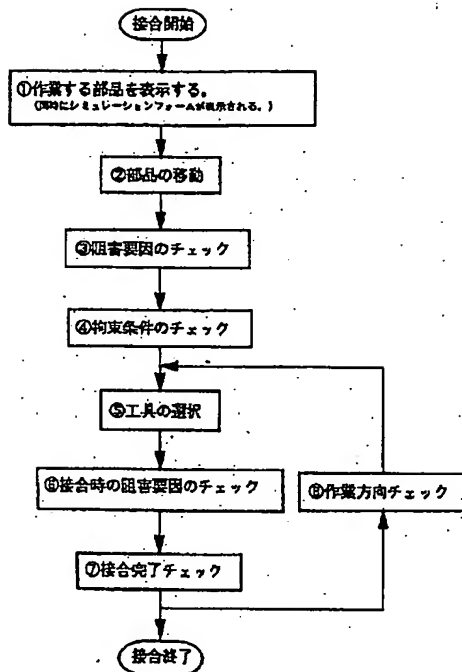 接合開始
①作業する部品を表示する。
(同時にシミュレーションフォームが表示される。)
②部品の移動
③阻害要因のチェック
④拘束条件のチェック
⑤工具の選択
⑥接合時の阻害要因のチェック
⑧作業方向チェック
⑦接合完了チェック
接合終了